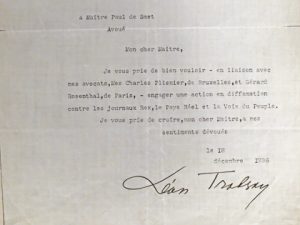 a Maître Paul de Smet
Avoué
Mon cher Maître,
Je vous prie de bien vouloir - en liaison avec
nes avocats, Mes Charles Plisnier, de Bruxelles, et Gérard
Rosenthal, de Paris, - engager une action en diffamation
contre les journaux Rex, le Pays Réel et la Voix du Peuple.
Je vous prie de croire, mon cher Maître, a mes
sentiments dévoués
le 18
décembre 1936
Léon Trotsky